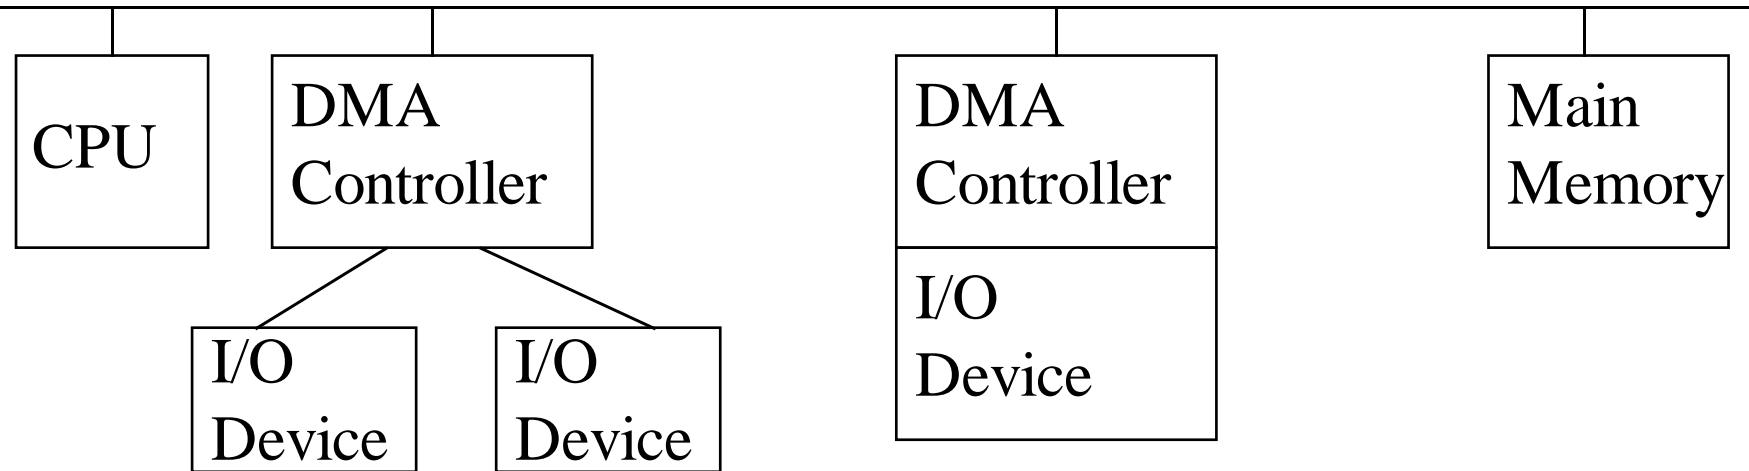 CPU
DMA
Controller
DMA
Controller
Main
Memory
I/O
Device
I/O
Device
I/O
Device